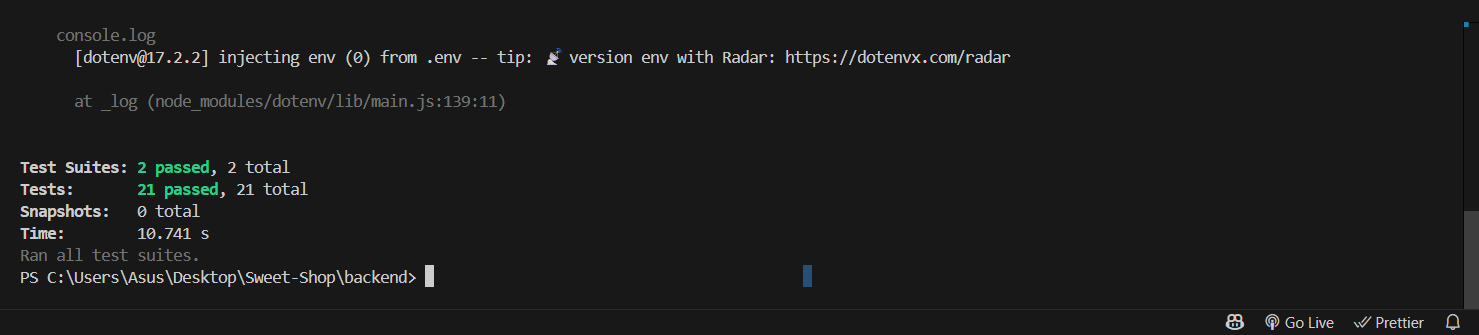 console.log
[dotenv@17.2.2] injecting env (0) from .env -- tip: 📡 version env with Radar: https://dotenvx.com/radar
at _log (node_modules/dotenv/lib/main.js:139:11)
Test Suites: 2 passed, 2 total
Tests: 21 passed, 21 total
Snapshots: 0 total
Time: 10.741 s
Ran all test suites.
PS C:\Users\Asus\Desktop\Sweet-Shop\backend>
Go Live Prettier